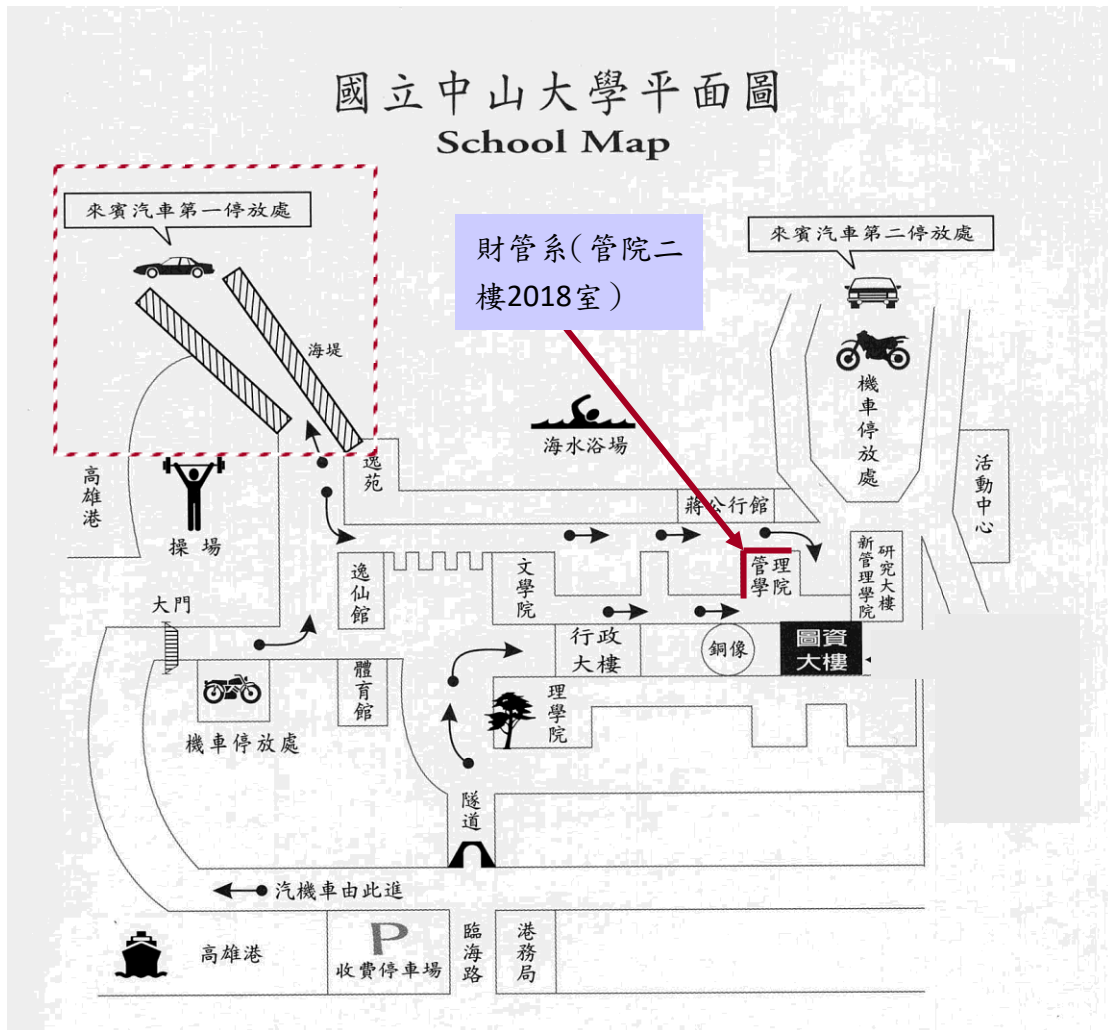 國立中山大學平面圖
School Map
來賓汽車第一停放處
財管系(管院二
樓2018室)
來賓汽車第二停放處
海堤
機車停放處
海水浴場
活動中心
高雄港
逸苑
蔣公行館
操場
逸仙館
文學院
管理
學院
新管理學院
研究大樓
大門
行政
大樓
銅像
圖資
大樓
體育館
理學院
機車停放處
隧道
汽機車由此進
高雄港
P
收費停車場
臨海路
港務局